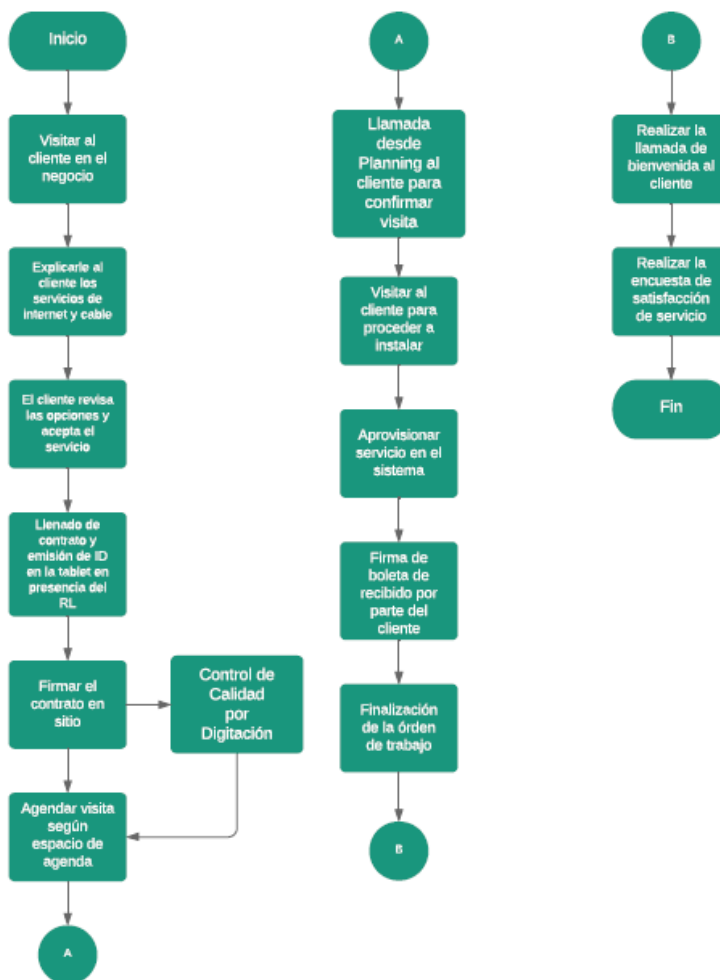 Inicio
Visitar al
cliente en el
negocio
Explicarle al
cliente los
servicios de
internet y cable
El cliente revisa
las opciones y
acepta el
servicio
Llenado de
contrato y
emisión de ID
en la tablet en
presencia del
RL
Firmar el
contrato en
sitio
Control de
Calidad
por
Digitación
Agendar visita
según
espacio de
agenda
A
A
Llamada
desde
Planning al
cliente para
confirmar
visita
Visitar al
cliente para
proceder a
instalar
Aprovisionar
servicio en el
sistema
Firma de
boleta de
recibido por
parte del
cliente
Finalización
de la órden
de trabajo
B
B
Realizar la
llamada de
bienvenida al
cliente
Realizar la
encuesta de
satisfacción
de servicio
Fin